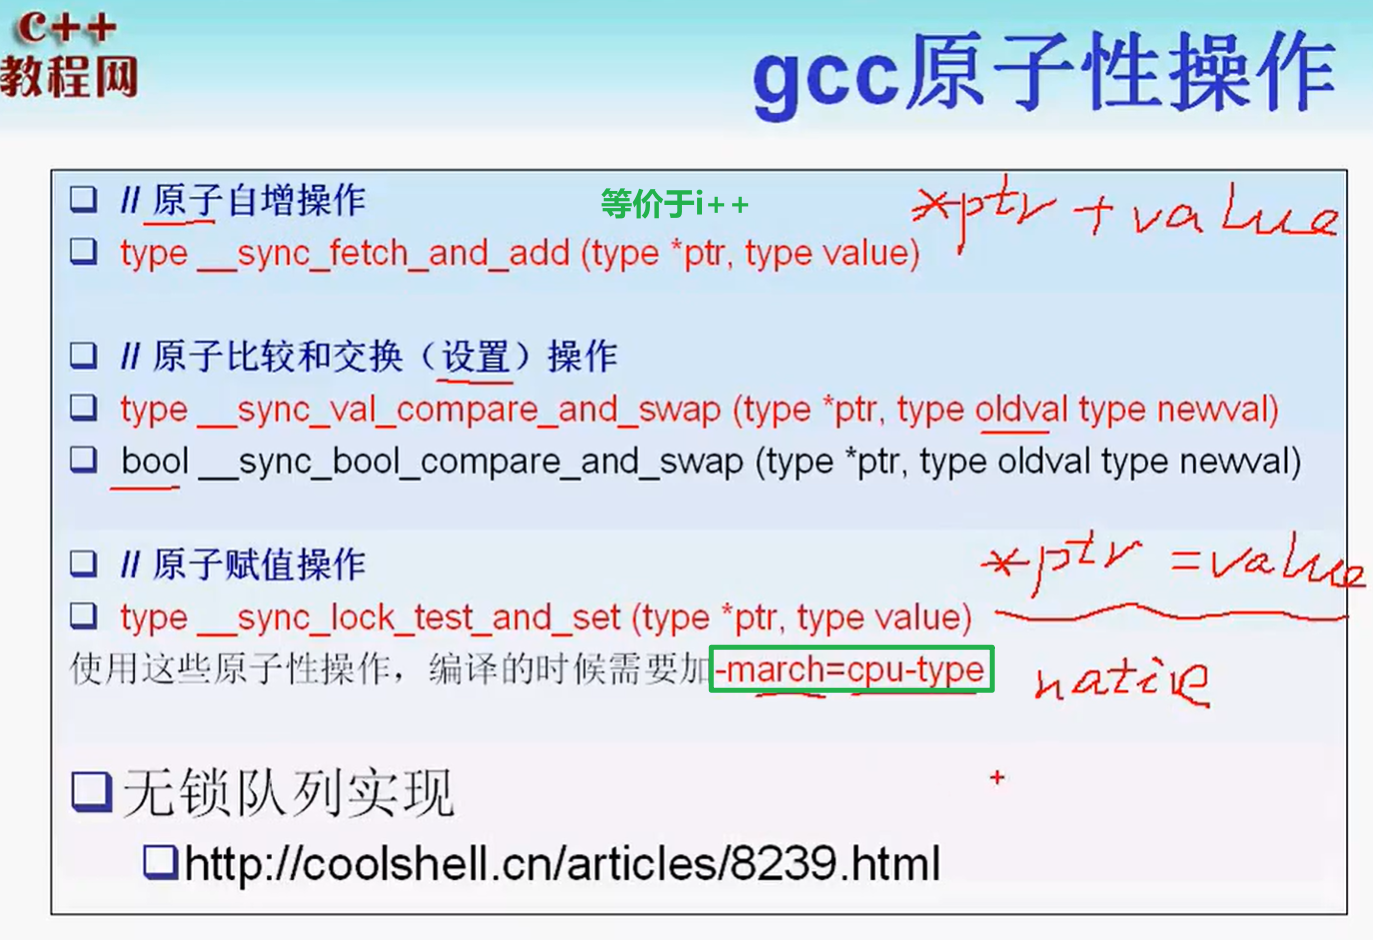 C++
教程网
gcc原子性操作
// 原子自增操作
等价于i++
*ptr + value
type __sync_fetch_and_add (type *ptr, type value)
// 原子比较和交换（设置）操作
type __sync_val_compare_and_swap (type *ptr, type oldval type newval)
bool __sync_bool_compare_and_swap (type *ptr, type oldval type newval)
// 原子赋值操作
*ptr = value
type __sync_lock_test_and_set (type *ptr, type value)
使用这些原子性操作，编译的时候需要加-march=cpu-type
native
无锁队列实现
http://coolshell.cn/articles/8239.html